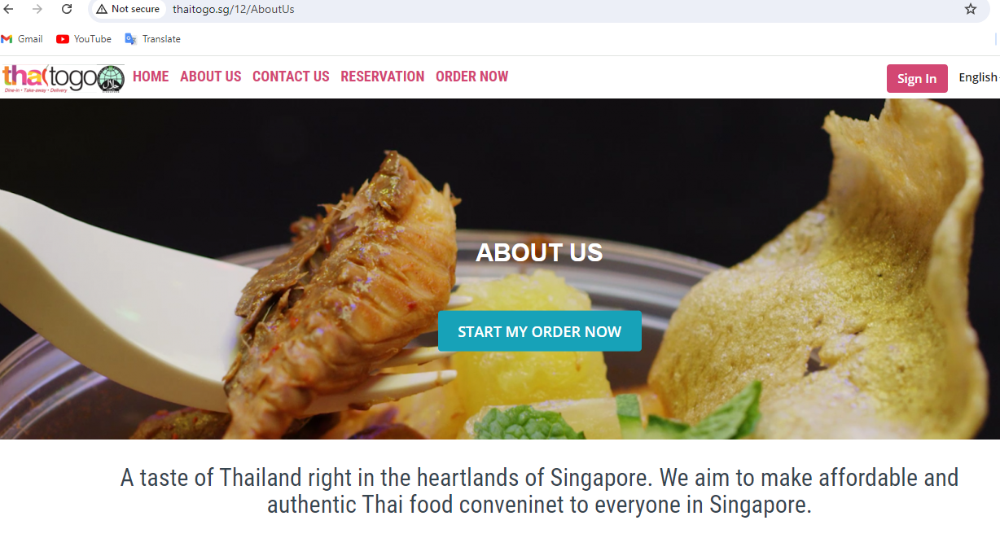 Not secure thaitogo.sg/12/AboutUs
Gmail YouTube Translate
thaitogo HOME ABOUT US CONTACT US RESERVATION ORDER NOW Sign In English
Dine-in • Take-away • Delivery
ABOUT US
START MY ORDER NOW
A taste of Thailand right in the heartlands of Singapore. We aim to make affordable and
authentic Thai food conveninet to everyone in Singapore.